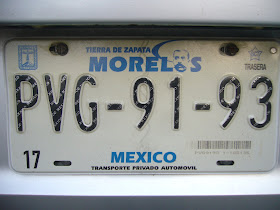 TIERRA DE ZAPATA
MORELOS
TRASERA
PVG-91-93
17
MEXICO
TRANSPORTE PRIVADO AUTOMOVIL